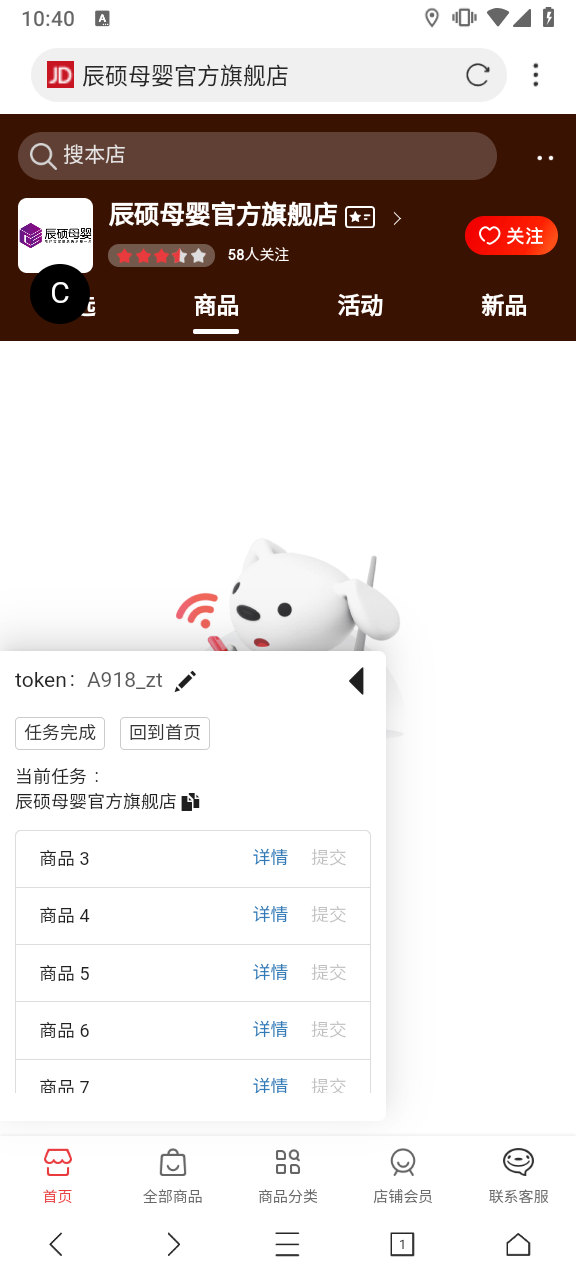 10:40
A
JD 辰硕母婴官方旗舰店
搜本店
辰硕母婴
辰硕母婴官方旗舰店
58人关注
关注
C
选 商品 活动 新品
token： A918_zt
任务完成 回到首页
当前任务：
辰硕母婴官方旗舰店
商品 3 详情 提交
商品 4 详情 提交
商品 5 详情 提交
商品 6 详情 提交
商品 7 详情 提交
首页 全部商品 商品分类 店铺会员 联系客服
1